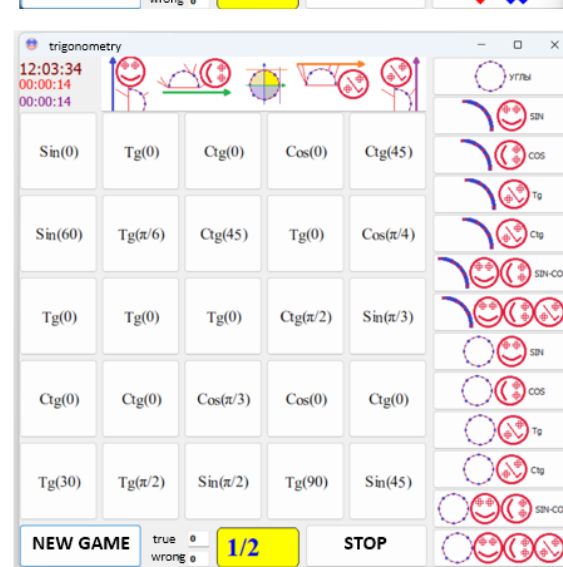 wrong 0
trigonometry
12:03:34
00:00:14
00:00:14
Sin(0) Tg(0) Ctg(0) Cos(0) Ctg(45)
Sin(60) Tg(π/6) Ctg(45) Tg(0) Cos(π/4)
Tg(0) Tg(0) Tg(0) Ctg(π/2) Sin(π/3)
Ctg(0) Ctg(0) Cos(π/3) Cos(0) Ctg(0)
Tg(30) Tg(π/2) Sin(π/2) Tg(90) Sin(45)
NEW GAME
true 0
wrong 0
1/2
STOP
УГЛЫ
SIN
COS
Tg
Ctg
SIN-CO
SIN
COS
Tg
Ctg
SIN-CO